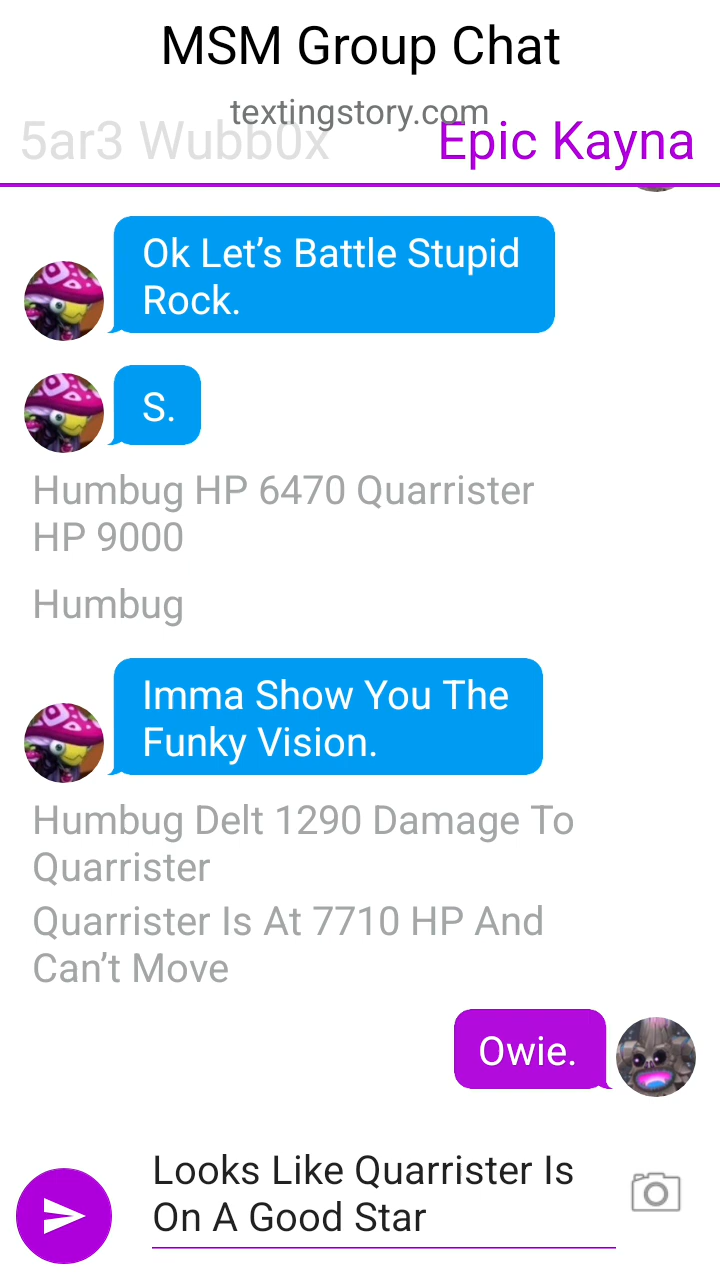 MSM Group Chat
textingstory.com
5ar3 Wubb0x
Epic Kayna
Ok Let’s Battle Stupid
Rock.
S.
Humbug HP 6470 Quarrister
HP 9000
Humbug
Imma Show You The
Funky Vision.
Humbug Delt 1290 Damage To
Quarrister
Quarrister Is At 7710 HP And
Can’t Move
Owie.
Looks Like Quarrister Is
On A Good Star